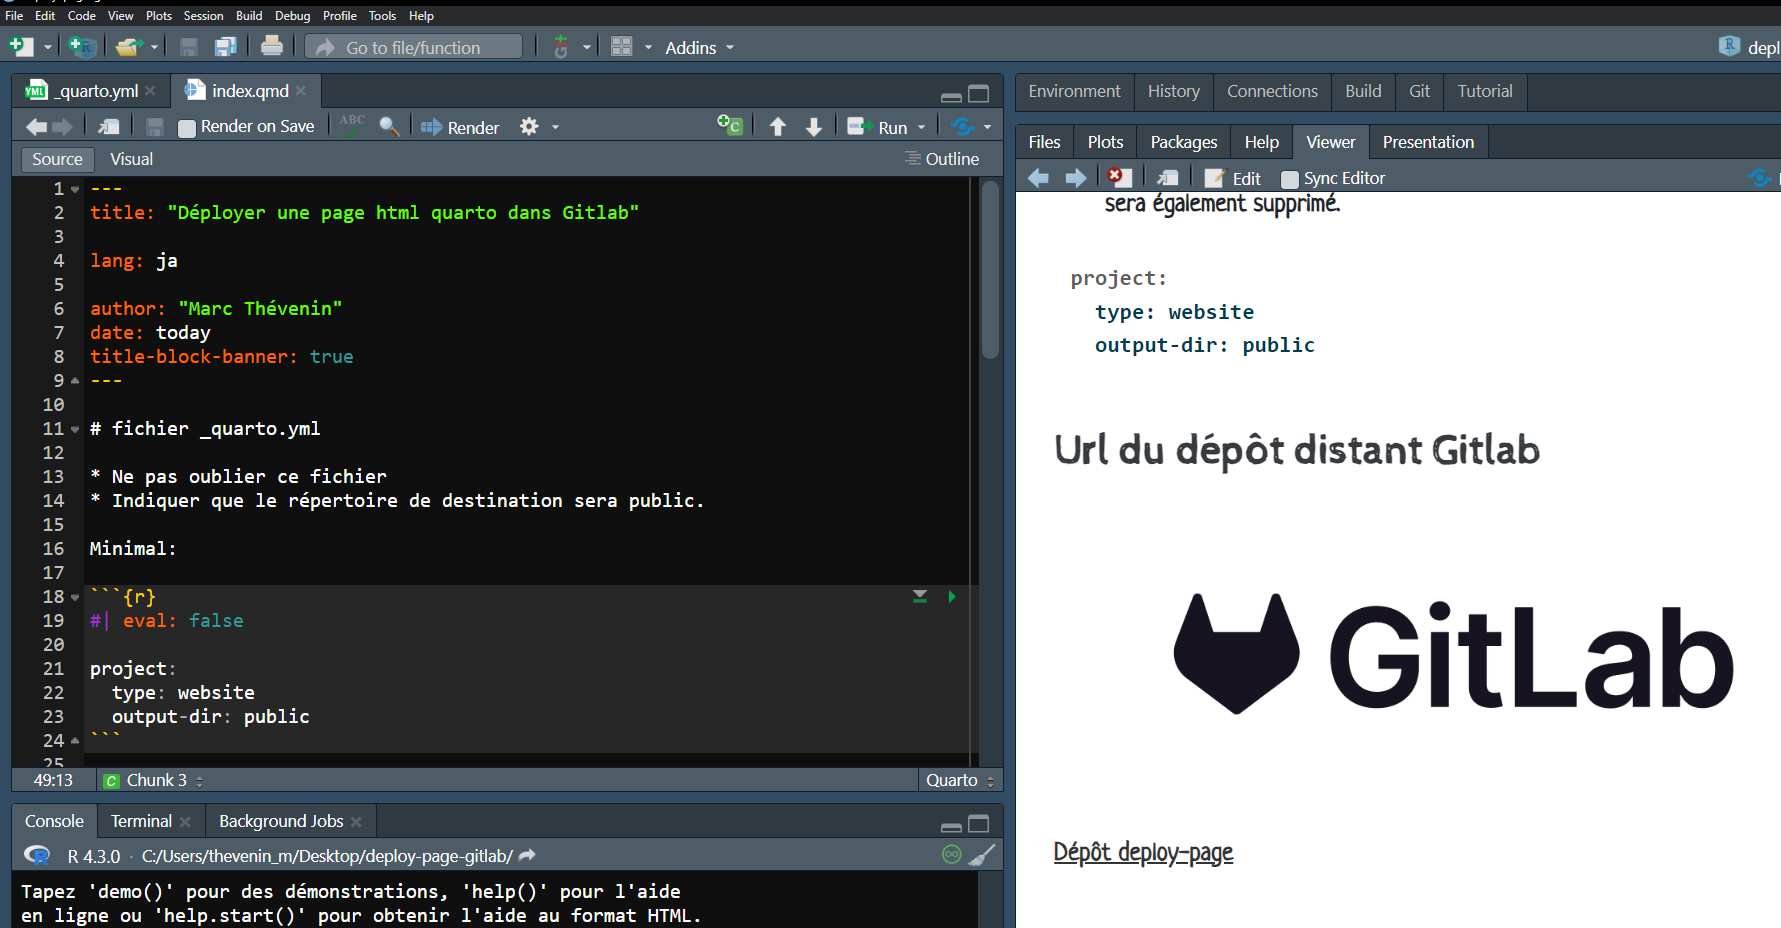 File Edit Code View Plots Session Build Debug Profile Tools Help
Go to file/function
Addins
depl
_quarto.yml
index.qmd
Render on Save
ABC
Render
Run
Source Visual
Outline
1 ---
2 title: "Déployer une page html quarto dans Gitlab"
3
4 lang: ja
5
6 author: "Marc Thévenin"
7 date: today
8 title-block-banner: true
9 ---
10
11 # fichier _quarto.yml
12
13 * Ne pas oublier ce fichier
14 * Indiquer que le répertoire de destination sera public.
15
16 Minimal:
17
18 ```{r}
19 #| eval: false
20
21 project:
22   type: website
23   output-dir: public
24 ```
25
49:13
Chunk 3
Quarto
Console Terminal Background Jobs
R 4.3.0 · C:/Users/thevenin_m/Desktop/deploy-page-gitlab/
Tapez 'demo()' pour des démonstrations, 'help()' pour l'aide
en ligne ou 'help.start()' pour obtenir l'aide au format HTML.
Environment History Connections Build Git Tutorial
Files Plots Packages Help Viewer Presentation
Edit Sync Editor
sera également supprimé.
project:
  type: website
  output-dir: public
Url du dépôt distant Gitlab
GitLab
Dépôt deploy-page